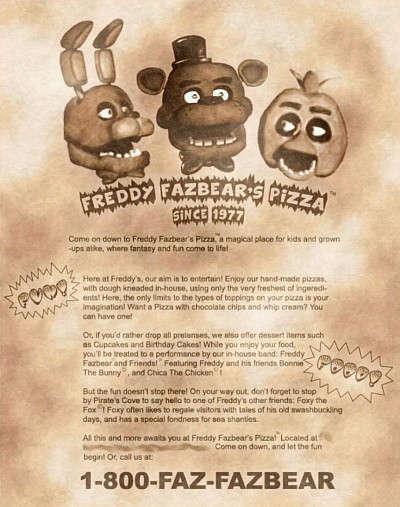 FREDDY FAZBEAR'S PIZZA™
SINCE 1977
Come on down to Freddy Fazbear's Pizza™, a magical place for kids and grown
-ups alike, where fantasy and fun come to life!
FUN!
Here at Freddy's, our aim is to entertain! Enjoy our hand-made pizzas,
with dough kneaded in-house, using only the very freshest of ingredi-
ents! Here, the only limits to the types of toppings on your pizza is your
imagination! Want a Pizza with chocolate chips and whip cream? You
can have one!
Or, if you'd rather drop all pretenses, we also offer dessert items such
as Cupcakes and Birthday Cakes! While you enjoy your food,
you'll be treated to a performance by our in-house band: Freddy
Fazbear and Friends!™ Featuring Freddy and his friends Bonnie
The Bunny™, and Chica The Chicken™!
But the fun doesn't stop there! On your way out, don't forget to stop
by Pirate's Cove to say hello to one of Freddy's other friends: Foxy the
Fox™! Foxy often likes to regale visitors with tales of his old swashbuckling
days, and has a special fondness for sea shanties.
All this and more awaits you at Freddy Fazbear's Pizza!™ Located at
Come on down, and let the fun
begin! Or, call us at:
1-800-FAZ-FAZBEAR